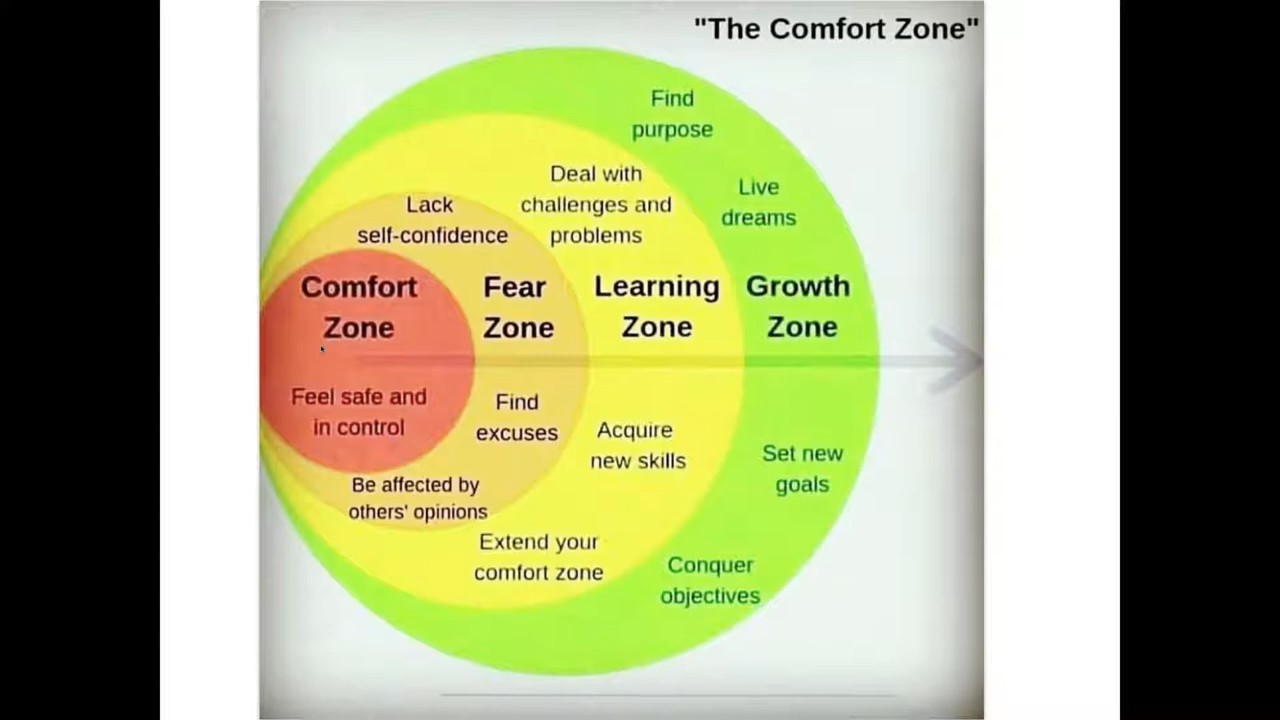 "The Comfort Zone"
Find
purpose
Live
dreams
Deal with
challenges and
problems
Lack
self-confidence
Comfort
Zone
Fear
Zone
Learning
Zone
Growth
Zone
Feel safe and
in control
Find
excuses
Be affected by
others' opinions
Acquire
new skills
Extend your
comfort zone
Set new
goals
Conquer
objectives